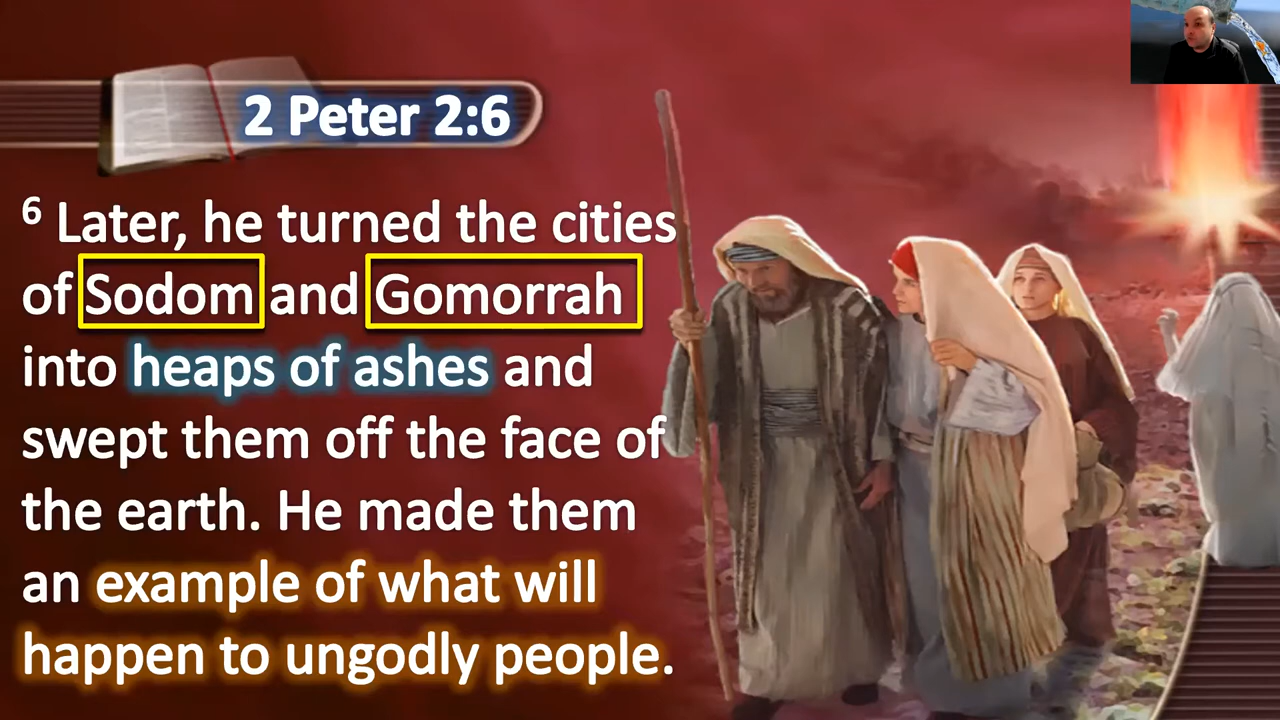 2 Peter 2:6
6 Later, he turned the cities
of Sodom and Gomorrah
into heaps of ashes and
swept them off the face of
the earth. He made them
an example of what will
happen to ungodly people.